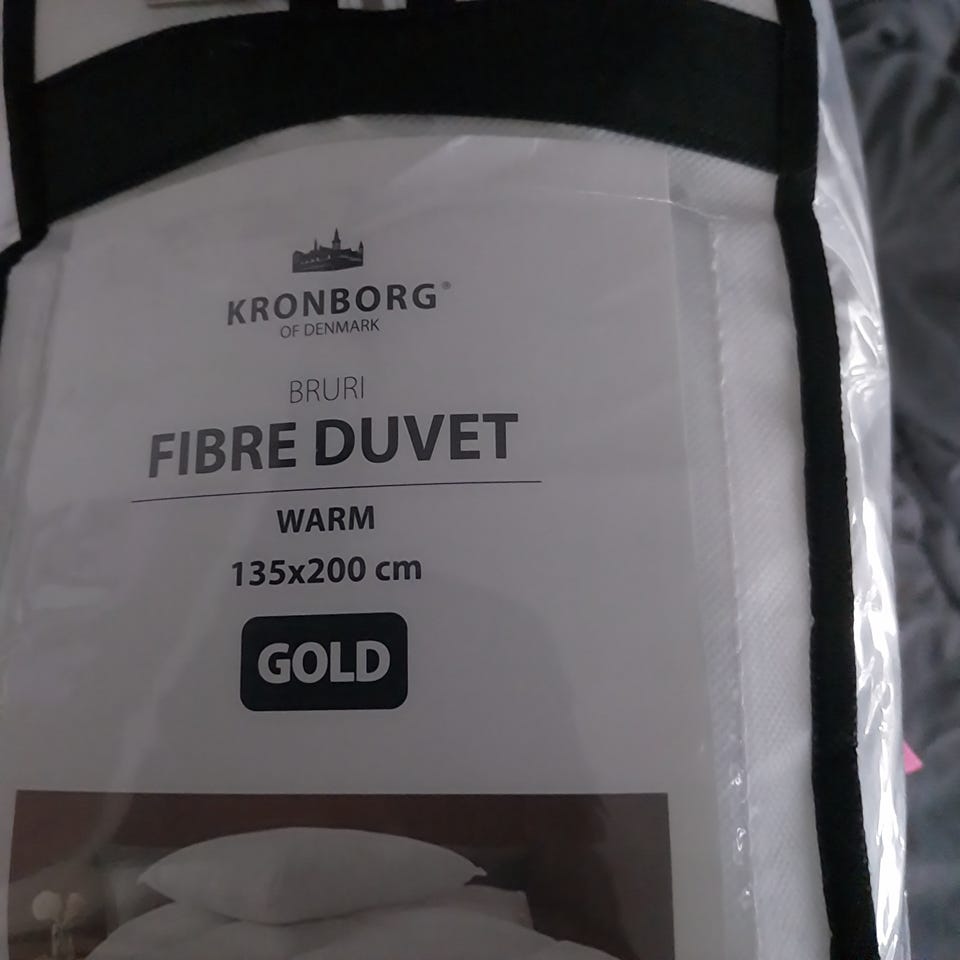 KRONBORG®
OF DENMARK
BRURI
FIBRE DUVET
WARM
135x200 cm
GOLD